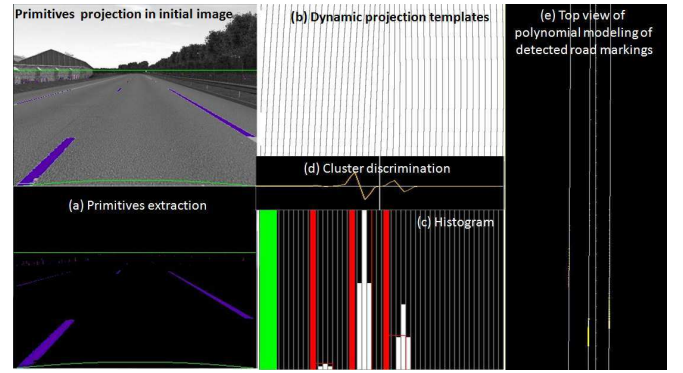 Primitives projection in initial image
(b) Dynamic projection templates
(e) Top view of
polynomial modeling of
detected road markings
(d) Cluster discrimination
(a) Primitives extraction
(c) Histogram